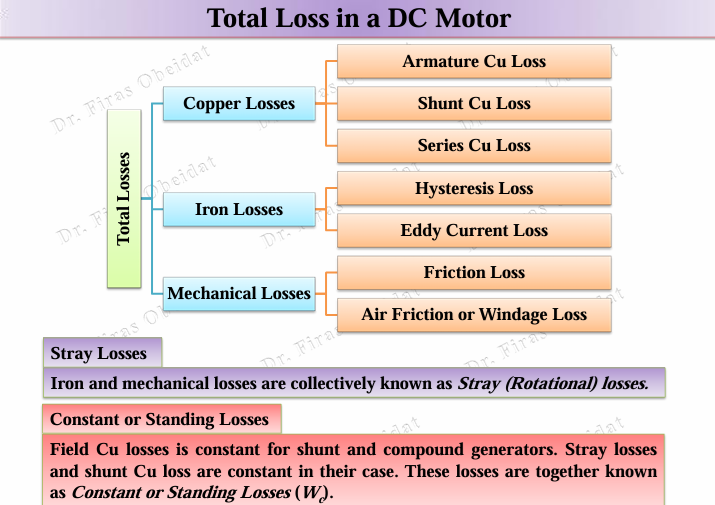 Total Loss in a DC Motor
Total Losses
Copper Losses
Armature Cu Loss
Shunt Cu Loss
Series Cu Loss
Iron Losses
Hysteresis Loss
Eddy Current Loss
Mechanical Losses
Friction Loss
Air Friction or Windage Loss
Stray Losses
Iron and mechanical losses are collectively known as Stray (Rotational) losses.
Constant or Standing Losses
Field Cu losses is constant for shunt and compound generators. Stray losses
and shunt Cu loss are constant in their case. These losses are together known
as Constant or Standing Losses (Wc).
Dr. Firas Obeidat